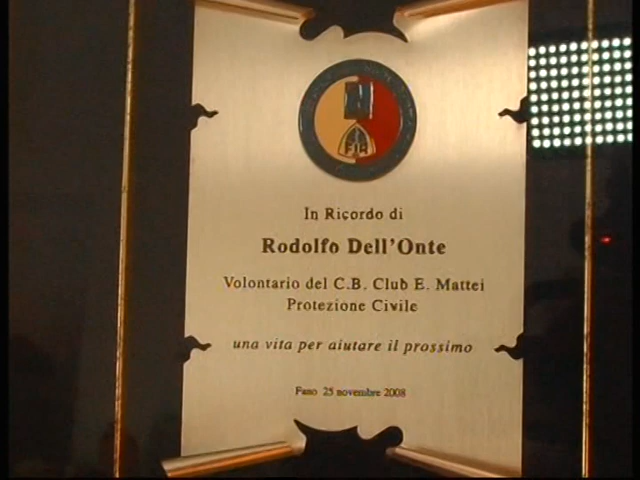 FIR
In Ricordo di
Rodolfo Dell'Onte
Volontario del C.B. Club E. Mattei
Protezione Civile
una vita per aiutare il prossimo
Fano 25 novembre 2008